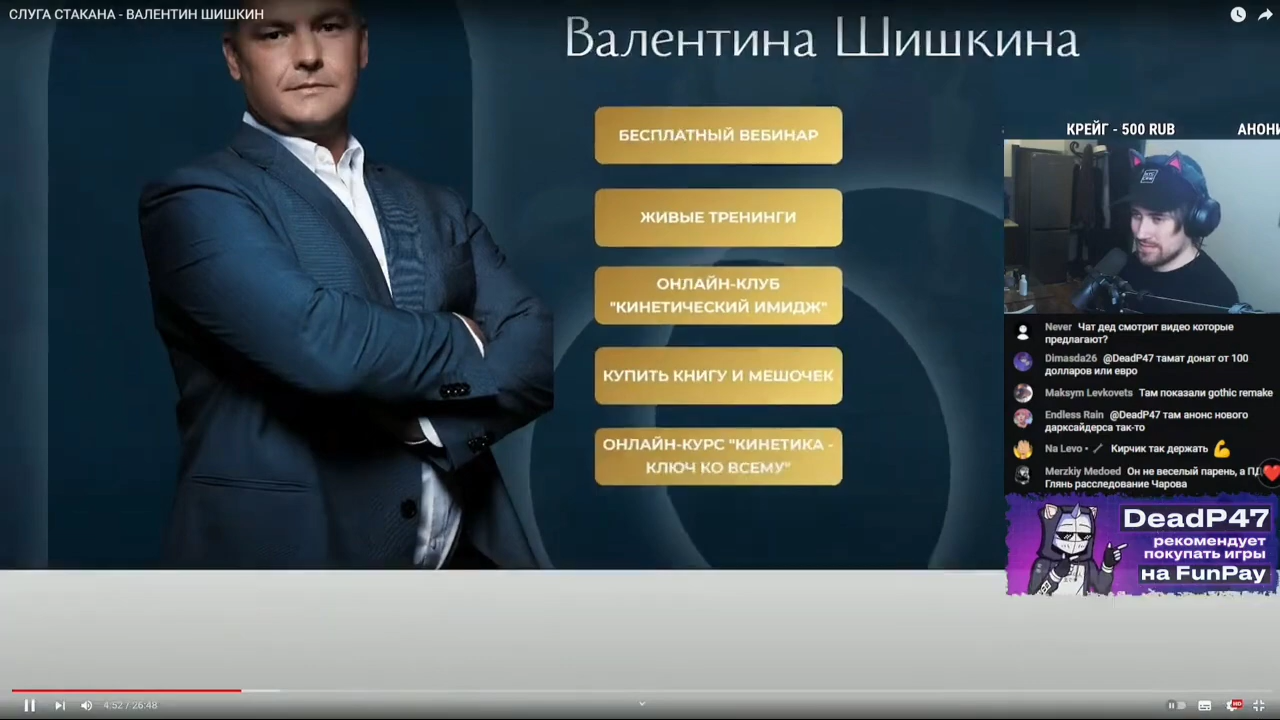 СЛУГА СТАКАНА - ВАЛЕНТИН ШИШКИН
Валентина Шишкина
БЕСПЛАТНЫЙ ВЕБИНАР
ЖИВЫЕ ТРЕНИНГИ
ОНЛАЙН-КЛУБ
"КИНЕТИЧЕСКИЙ ИМИДЖ"
КУПИТЬ КНИГУ И МЕШОЧЕК
ОНЛАЙН-КУРС "КИНЕТИКА -
КЛЮЧ КО ВСЕМУ"
КРЕЙГ - 500 RUB
Never Чат дед смотрит видео которые
предлагают?
Dimasda26 @DeadP47 тамат донат от 100
долларов или евро
Maksym Levkovets Там показали gothic remake
Endless Rain @DeadP47 там анонс нового
дарксайдерса так-то
Na Levo • Кирчик так держать
Merzkiy Medoed Он не веселый парень, а
Глянь расследование Чарова
DeadP47
рекомендует
покупать игры
на FunPay
4:52 / 26:48
HD